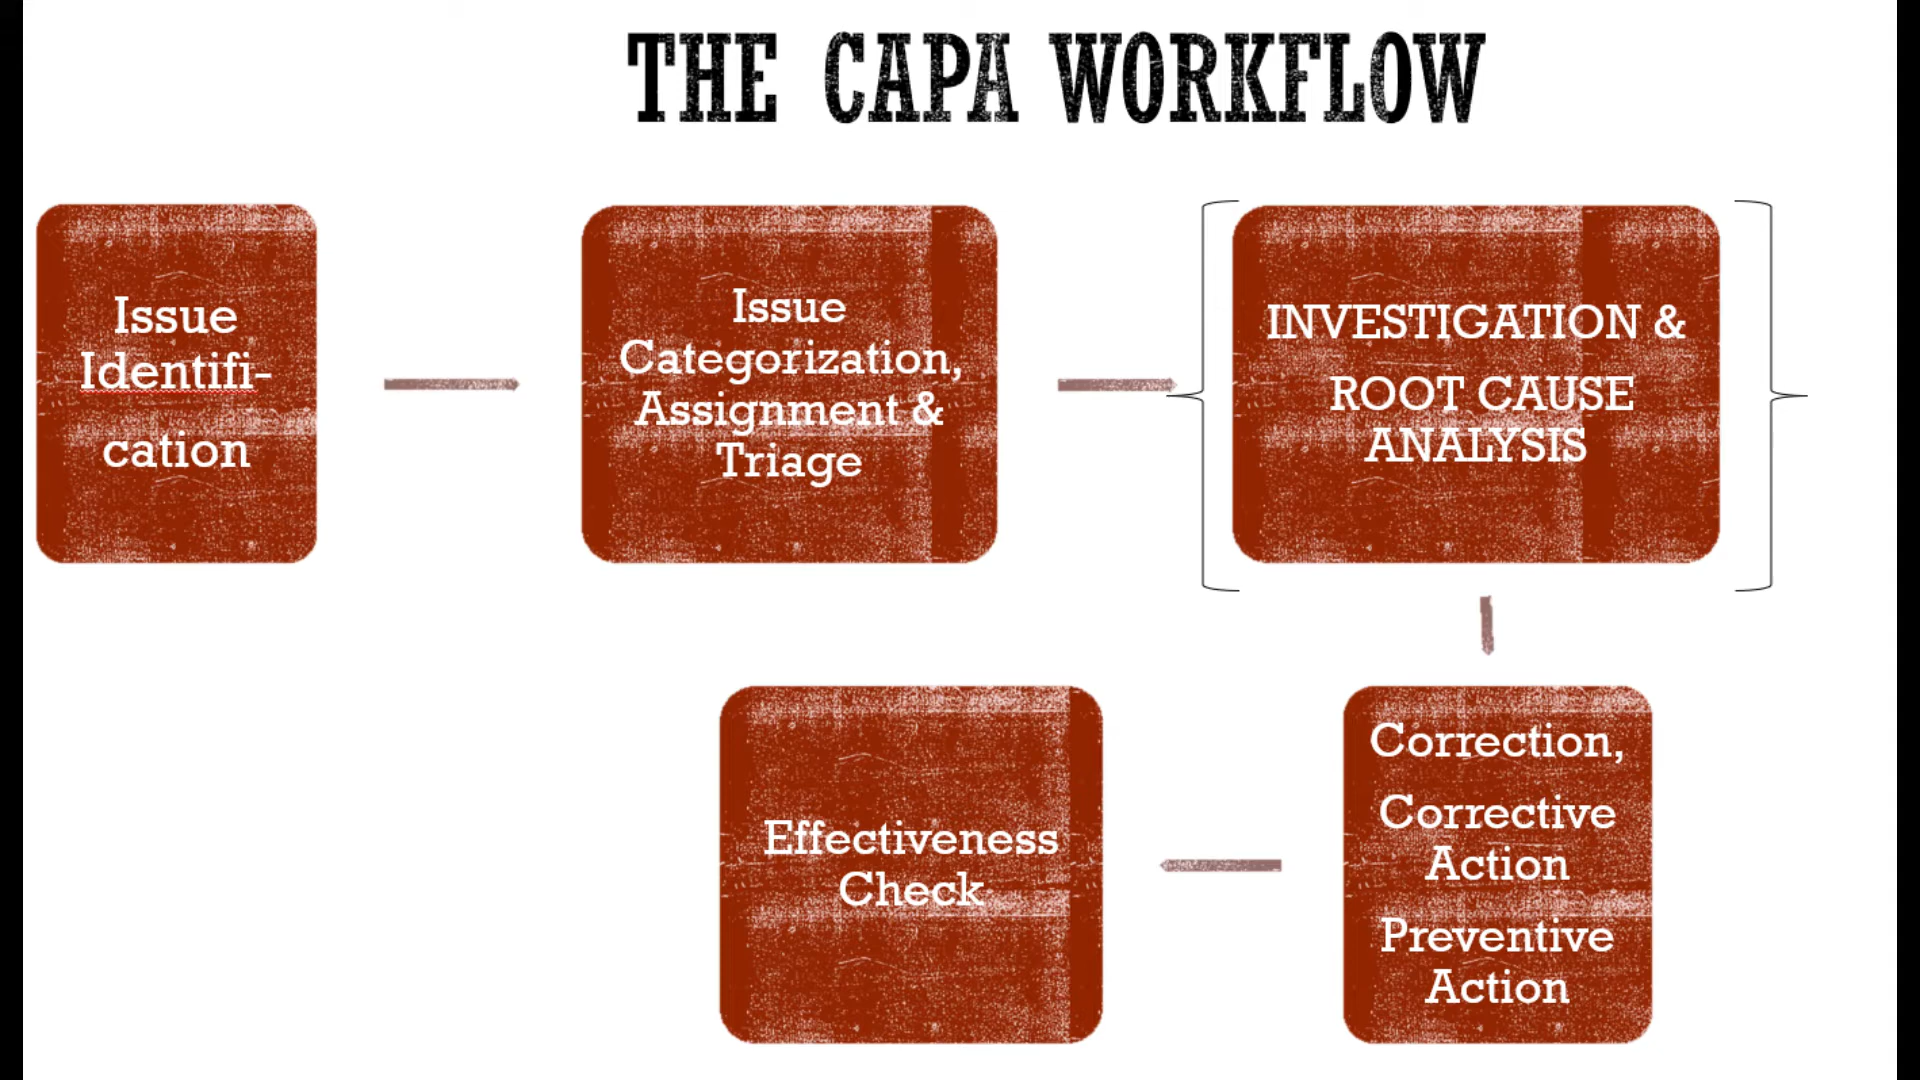 THE CAPA WORKFLOW
Issue
Identifi-
cation
Issue
Categorization,
Assignment &
Triage
INVESTIGATION &
ROOT CAUSE
ANALYSIS
Correction,
Corrective
Action
Preventive
Action
Effectiveness
Check